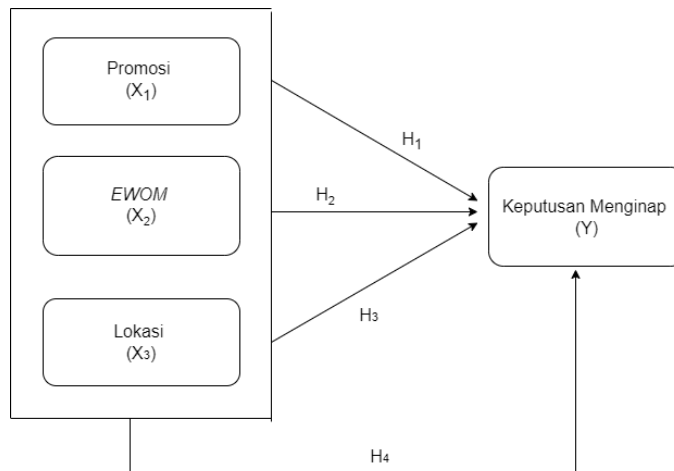 Promosi
(X₁)
H₁
EWOM
(X₂)
H₂
Keputusan Menginap
(Y)
Lokasi
(X₃)
H₃
H₄